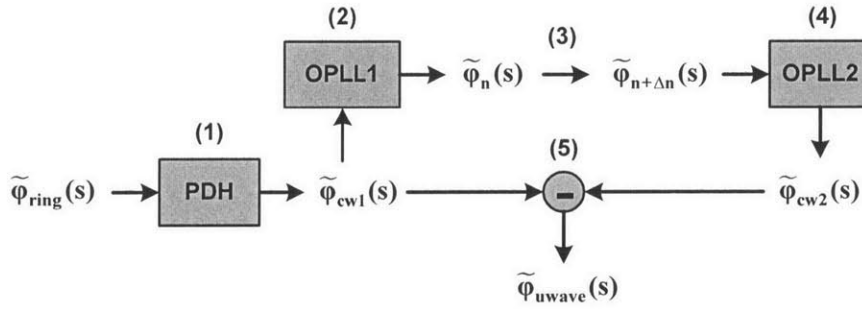 (2) (4)
(3)
OPLL1 φ̃n(s) φ̃n+Δn(s) OPLL2
(1) (5)
φ̃ring(s) PDH φ̃cw1(s) - φ̃cw2(s)
φ̃uwave(s)